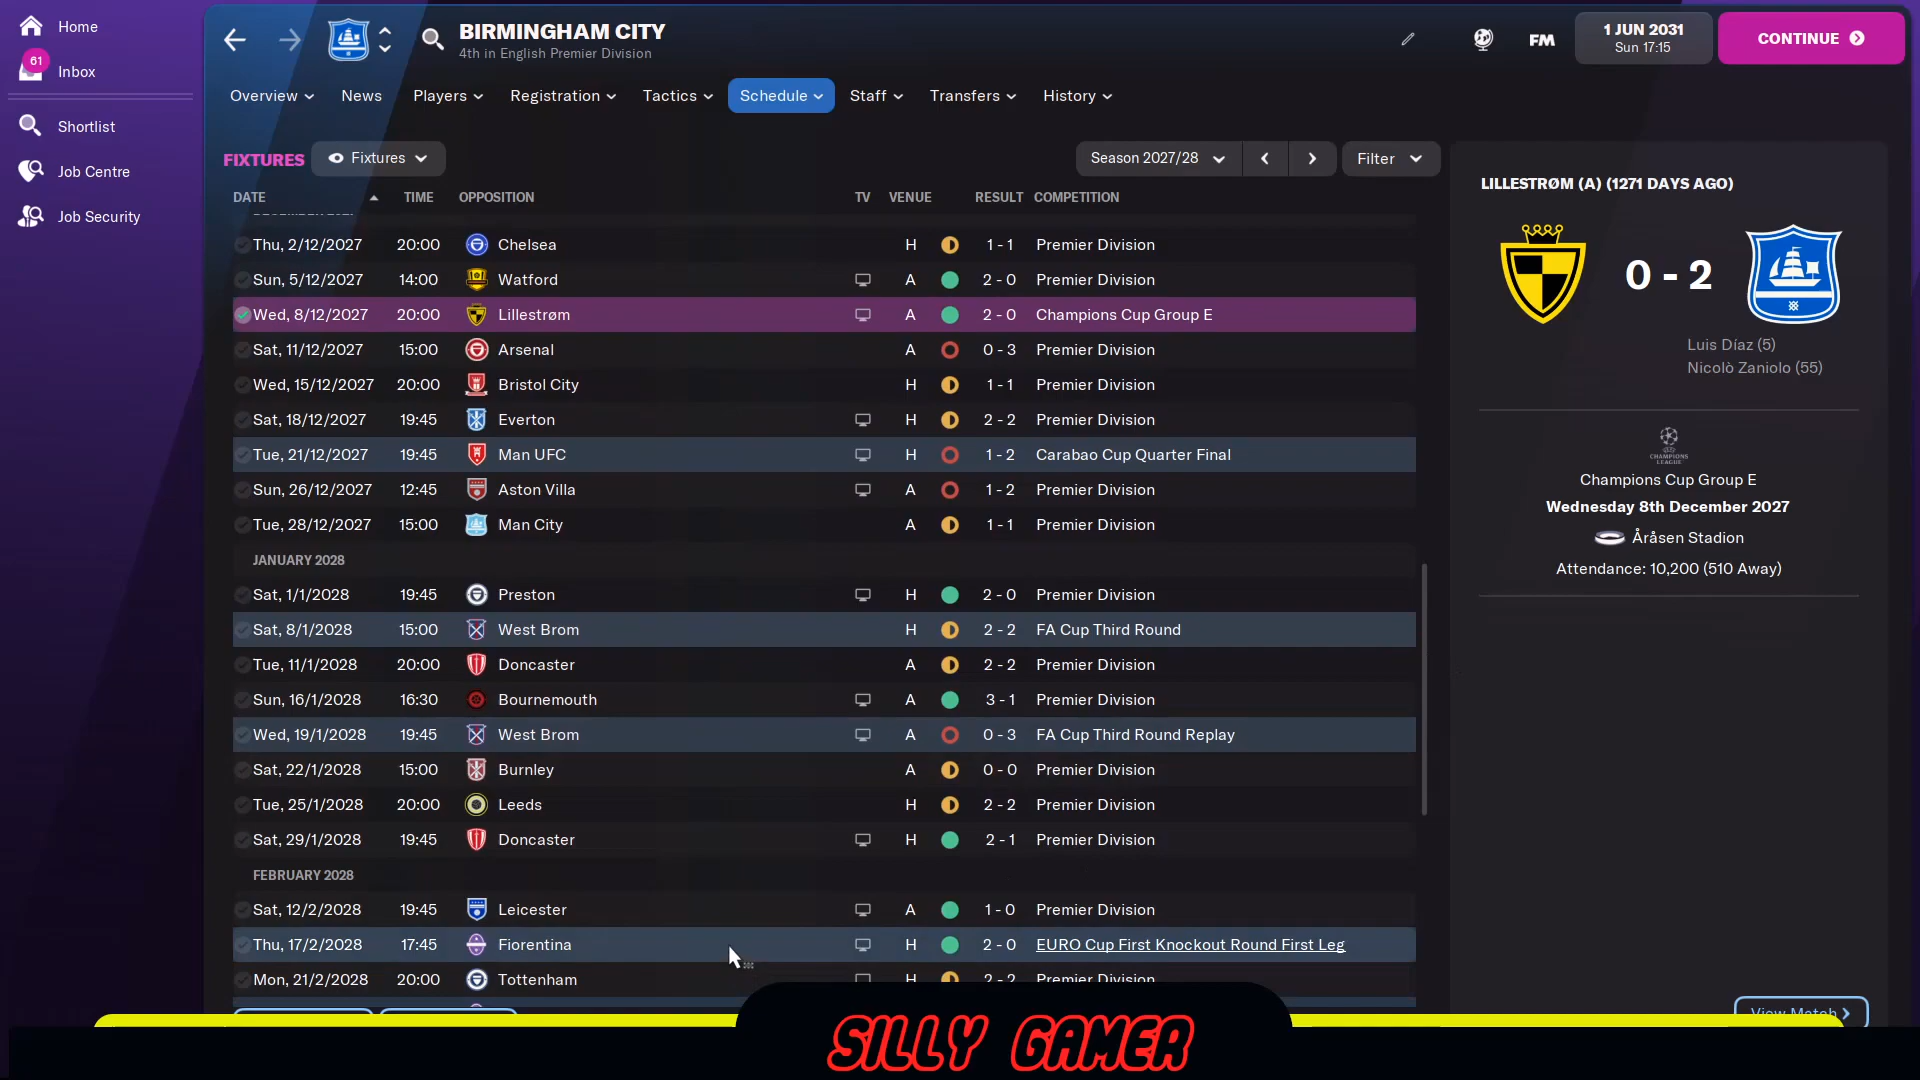 Home
61
Inbox
Shortlist
Job Centre
Job Security
BIRMINGHAM CITY
4th in English Premier Division
FM
1 JUN 2031
Sun 17:15
CONTINUE
Overview News Players Registration Tactics Schedule Staff Transfers History
FIXTURES Fixtures Season 2027/28 Filter
DATE TIME OPPOSITION TV VENUE RESULT COMPETITION
Thu, 2/12/2027 20:00 Chelsea H 1 - 1 Premier Division
Sun, 5/12/2027 14:00 Watford A 2 - 0 Premier Division
Wed, 8/12/2027 20:00 Lillestrøm A 2 - 0 Champions Cup Group E
Sat, 11/12/2027 15:00 Arsenal A 0 - 3 Premier Division
Wed, 15/12/2027 20:00 Bristol City H 1 - 1 Premier Division
Sat, 18/12/2027 19:45 Everton H 2 - 2 Premier Division
Tue, 21/12/2027 19:45 Man UFC H 1 - 2 Carabao Cup Quarter Final
Sun, 26/12/2027 12:45 Aston Villa A 1 - 2 Premier Division
Tue, 28/12/2027 15:00 Man City A 1 - 1 Premier Division
JANUARY 2028
Sat, 1/1/2028 19:45 Preston H 2 - 0 Premier Division
Sat, 8/1/2028 15:00 West Brom H 2 - 2 FA Cup Third Round
Tue, 11/1/2028 20:00 Doncaster A 2 - 2 Premier Division
Sun, 16/1/2028 16:30 Bournemouth A 3 - 1 Premier Division
Wed, 19/1/2028 19:45 West Brom A 0 - 3 FA Cup Third Round Replay
Sat, 22/1/2028 15:00 Burnley A 0 - 0 Premier Division
Tue, 25/1/2028 20:00 Leeds H 2 - 2 Premier Division
Sat, 29/1/2028 19:45 Doncaster H 2 - 1 Premier Division
FEBRUARY 2028
Sat, 12/2/2028 19:45 Leicester A 1 - 0 Premier Division
Thu, 17/2/2028 17:45 Fiorentina H 2 - 0 EURO Cup First Knockout Round First Leg
Mon, 21/2/2028 20:00 Tottenham H 2 - 2 Premier Division
LILLESTRØM (A) (1271 DAYS AGO)
0 - 2
Luis Díaz (5)
Nicolò Zaniolo (55)
CHAMPIONS
LEAGUE
Champions Cup Group E
Wednesday 8th December 2027
Åråsen Stadion
Attendance: 10,200 (510 Away)
View Match
SILLY GAMER